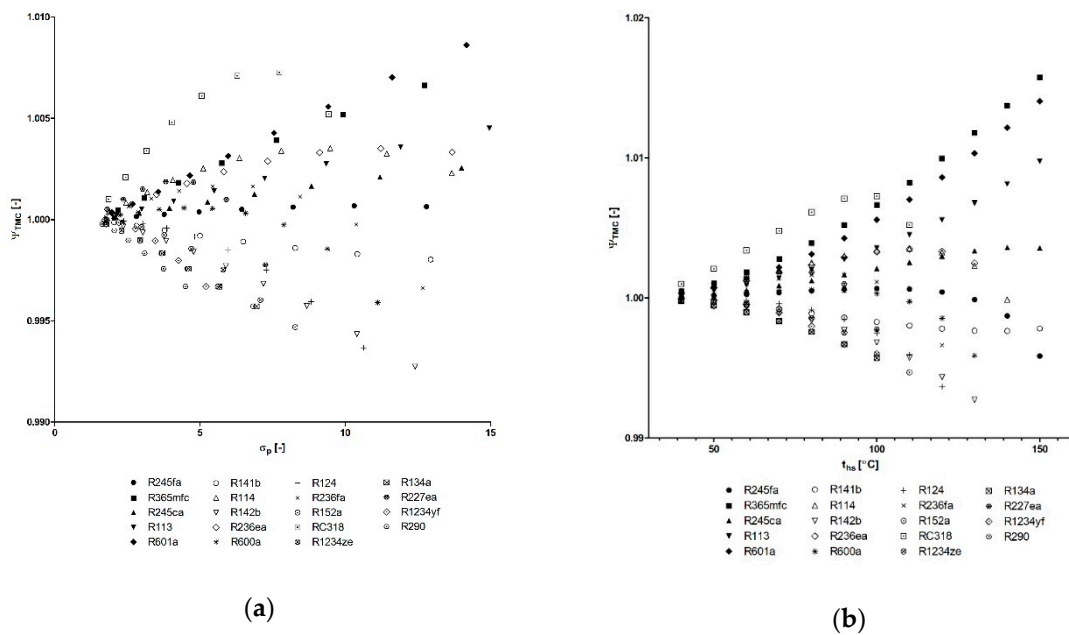 1.010
1.005
1.000
0.995
0.990
Ψ_TMC [-]
0
5
10
15
σ_p [-]
R245fa
R141b
R124
R134a
R365mfc
R114
R236fa
R227ea
R245ca
R142b
R152a
R1234yf
R113
R236ea
RC318
R290
R601a
R600a
R1234ze
(a)
1.02
1.01
1.00
0.99
Ψ_TMC [-]
50
100
150
t_hs [°C]
R245fa
R141b
R124
R134a
R365mfc
R114
R236fa
R227ea
R245ca
R142b
R152a
R1234yf
R113
R236ea
RC318
R290
R601a
R600a
R1234ze
(b)